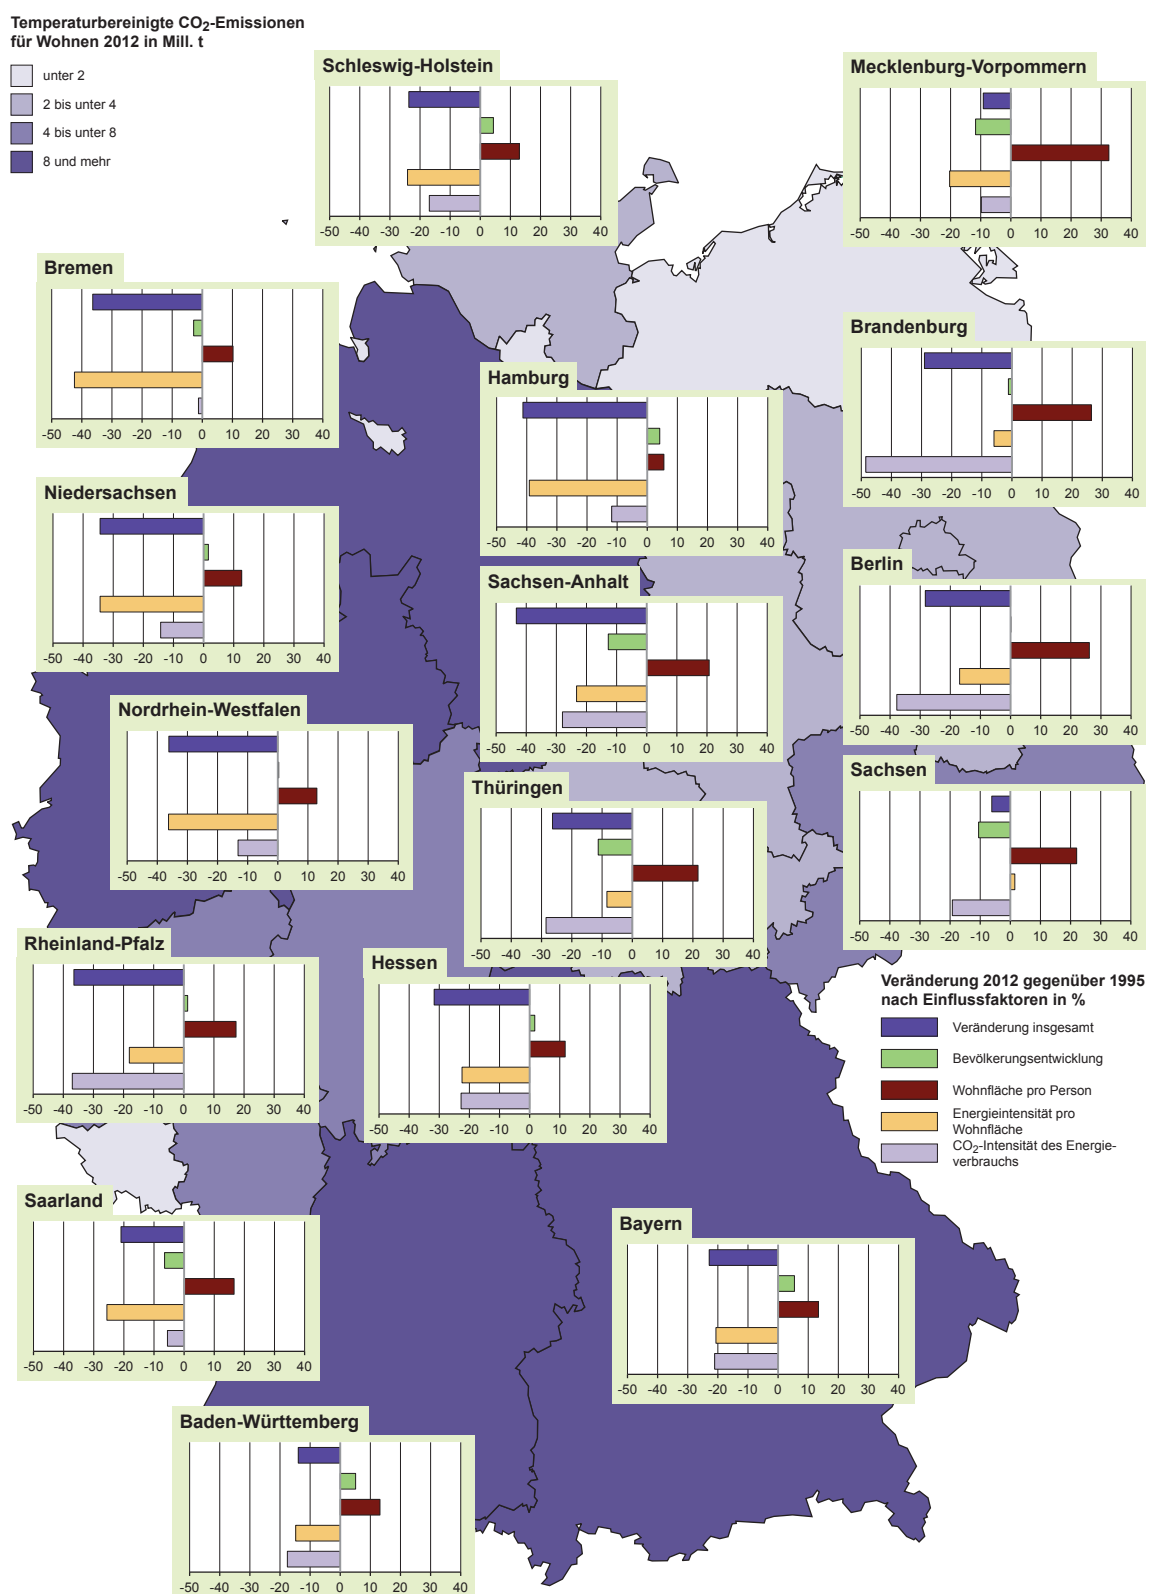 Temperaturbereinigte CO2-Emissionen
für Wohnen 2012 in Mill. t
unter 2
2 bis unter 4
4 bis unter 8
8 und mehr
Schleswig-Holstein
-50 -40 -30 -20 -10 0 10 20 30 40
Mecklenburg-Vorpommern
-50 -40 -30 -20 -10 0 10 20 30 40
Bremen
-50 -40 -30 -20 -10 0 10 20 30 40
Brandenburg
-50 -40 -30 -20 -10 0 10 20 30 40
Hamburg
-50 -40 -30 -20 -10 0 10 20 30 40
Niedersachsen
-50 -40 -30 -20 -10 0 10 20 30 40
Berlin
-50 -40 -30 -20 -10 0 10 20 30 40
Sachsen-Anhalt
-50 -40 -30 -20 -10 0 10 20 30 40
Nordrhein-Westfalen
-50 -40 -30 -20 -10 0 10 20 30 40
Sachsen
-50 -40 -30 -20 -10 0 10 20 30 40
Thüringen
-50 -40 -30 -20 -10 0 10 20 30 40
Rheinland-Pfalz
-50 -40 -30 -20 -10 0 10 20 30 40
Hessen
-50 -40 -30 -20 -10 0 10 20 30 40
Veränderung 2012 gegenüber 1995
nach Einflussfaktoren in %
Veränderung insgesamt
Bevölkerungsentwicklung
Wohnfläche pro Person
Energieintensität pro
Wohnfläche
CO2-Intensität des Energie-
verbrauchs
Saarland
-50 -40 -30 -20 -10 0 10 20 30 40
Bayern
-50 -40 -30 -20 -10 0 10 20 30 40
Baden-Württemberg
-50 -40 -30 -20 -10 0 10 20 30 40